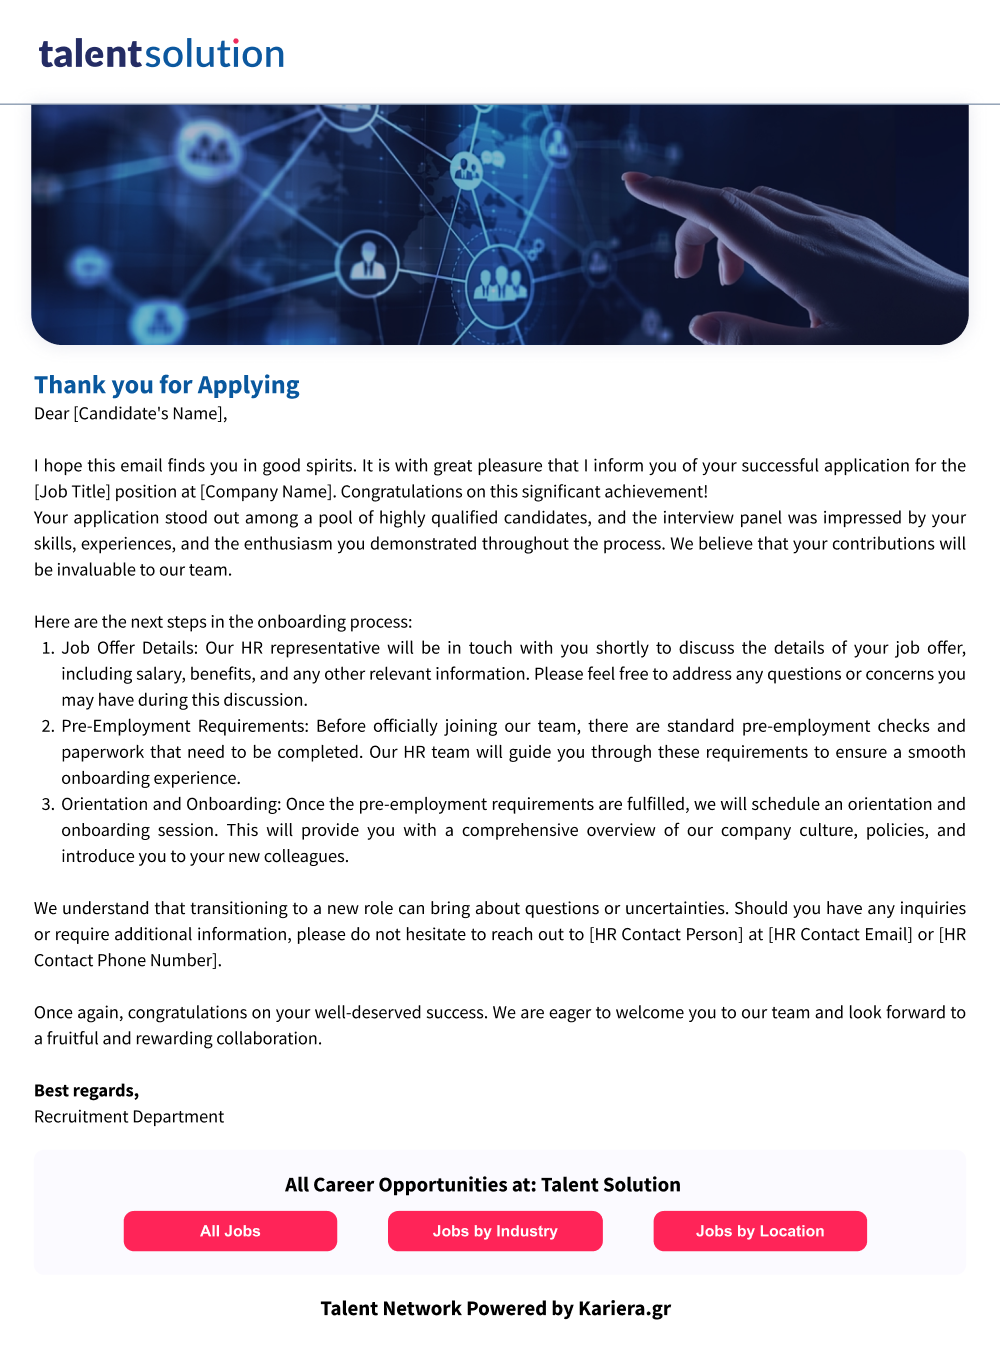 talentsolution
Thank you for Applying
Dear [Candidate's Name],
I hope this email finds you in good spirits. It is with great pleasure that I inform you of your successful application for the
[Job Title] position at [Company Name]. Congratulations on this significant achievement!
Your application stood out among a pool of highly qualified candidates, and the interview panel was impressed by your
skills, experiences, and the enthusiasm you demonstrated throughout the process. We believe that your contributions will
be invaluable to our team.
Here are the next steps in the onboarding process:
1. Job Offer Details: Our HR representative will be in touch with you shortly to discuss the details of your job offer,
including salary, benefits, and any other relevant information. Please feel free to address any questions or concerns you
may have during this discussion.
2. Pre-Employment Requirements: Before officially joining our team, there are standard pre-employment checks and
paperwork that need to be completed. Our HR team will guide you through these requirements to ensure a smooth
onboarding experience.
3. Orientation and Onboarding: Once the pre-employment requirements are fulfilled, we will schedule an orientation and
onboarding session. This will provide you with a comprehensive overview of our company culture, policies, and
introduce you to your new colleagues.
We understand that transitioning to a new role can bring about questions or uncertainties. Should you have any inquiries
or require additional information, please do not hesitate to reach out to [HR Contact Person] at [HR Contact Email] or [HR
Contact Phone Number].
Once again, congratulations on your well-deserved success. We are eager to welcome you to our team and look forward to
a fruitful and rewarding collaboration.
Best regards,
Recruitment Department
All Career Opportunities at: Talent Solution
All Jobs
Jobs by Industry
Jobs by Location
Talent Network Powered by Kariera.gr